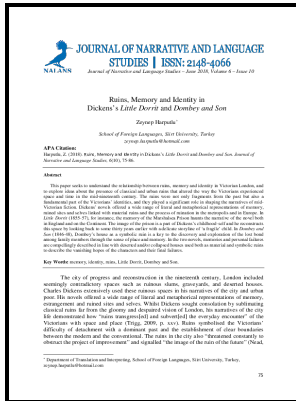 JOURNAL OF NARRATIVE AND LANGUAGE
STUDIES | ISSN: 2148-4066
NALANS
Journal of Narrative and Language Studies – June 2018, Volume 6 – Issue 10
Ruins, Memory and Identity in
Dickens's Little Dorrit and Dombey and Son
Zeynep Harputlu*
School of Foreign Languages, Siirt University, Turkey
zeynep.harputlu@hotmail.com
APA Citation:
Harputlu, Z. (2018). Ruins, Memory and Identity in Dickens's Little Dorrit and Dombey and Son. Journal of
Narrative and Language Studies, 6(10), 75-86.
Abstract
This paper seeks to understand the relationship between ruins, memory and identity in Victorian London, and
to explore ideas about the presence of classical and urban ruins that altered the way the Victorians experienced
space and time in the mid-nineteenth century. The ruins were not only fragments from the past but also a
fundamental part of the Victorians' identities, and they played a significant role in shaping the narratives of mid-
Victorian fiction. Dickens' novels offered a wide range of literal and metaphorical representations of memory,
ruined sites and selves linked with material ruins and the process of ruination in the metropolis and in Europe. In
Little Dorrit (1855-57), for instance, the memory of the Marshalsea Prison haunts the narrative of the novel both
in England and on the Continent. The image of the prison is a part of Dickens's childhood self and he reconstructs
this space by looking back in some thirty years earlier with
(1846-48), Dombey's house as a symbolic ruin is a key to the discovery and exploration of the lost bond
among family members through the sense of place and memory. In the two novels, memories and personal failures
are compellingly described in line with deserted and/or collapsed houses used both as material and symbolic ruins
to describe the vanishing hopes of the characters and their final failures.
Key Words: memory, identity, ruins, Little Dorrit, Dombey and Son.
The city of progress and reconstruction in the nineteenth century, London included
seemingly contradictory spaces such as ruinous slums, graveyards, and deserted houses.
Charles Dickens extensively used these ruinous spaces in his narratives of the city and urban
poor. His novels offered a wide range of literal and metaphorical representations of memory,
estrangement and ruined sites and selves. Whilst Dickens sought consolation by substituting
classical ruins far from the gloomy and despaired vision of London, his narratives of the city
life demonstrated how "ruins transgress[ed] and subvert[ed] the everyday encounter" of the
Victorians with space and place (Trigg, 2009, p. xxv). Ruins symbolised the Victorians'
difficulty of detachment with a dominant past and the establishment of clear boundaries
between the modern and the conventional. The ruins in the city also "threatened constantly to
obstruct the project of improvement" and signalled "the image of the ruin of the future" (Nead,
* Department of Translation and Interpreting, School of Foreign Languages, Siirt University, Turkey,
zeynep.harputlu@hotmail.com
75